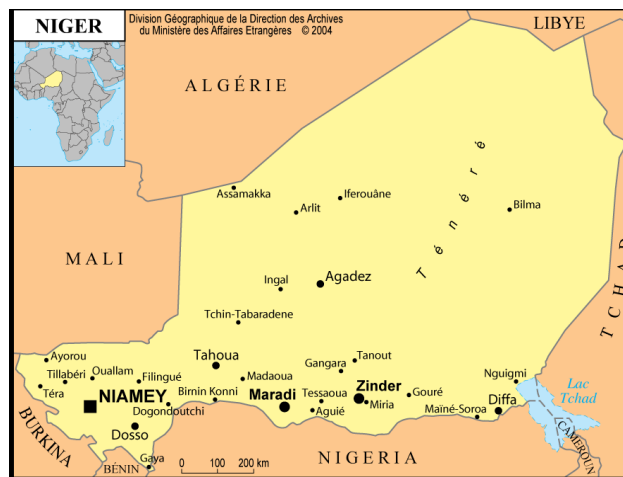 NIGER
Division Géographique de la Direction des Archives
du Ministère des Affaires Etrangères © 2004
LIBYE
ALGÉRIE
Assamakka
Iferouâne
Arlit
Bilma
Ténéré
MALI
Ingal
Agadez
TCHAD
Tchin-Tabaradene
Ayorou
Tahoua
Tanout
Gangara
Tillabéri
Ouallam
Filingué
Madaoua
Nguigmi
Téra
NIAMEY
Birnin Konni
Maradi
Tessaoua
Zinder
Gouré
Lac
Tchad
Dogondoutchi
Aguié
Miria
Maïné-Soroa
Diffa
BURKINA
Dosso
CAMEROUN
BÉNIN
Gaya
NIGERIA
0 100 200 km